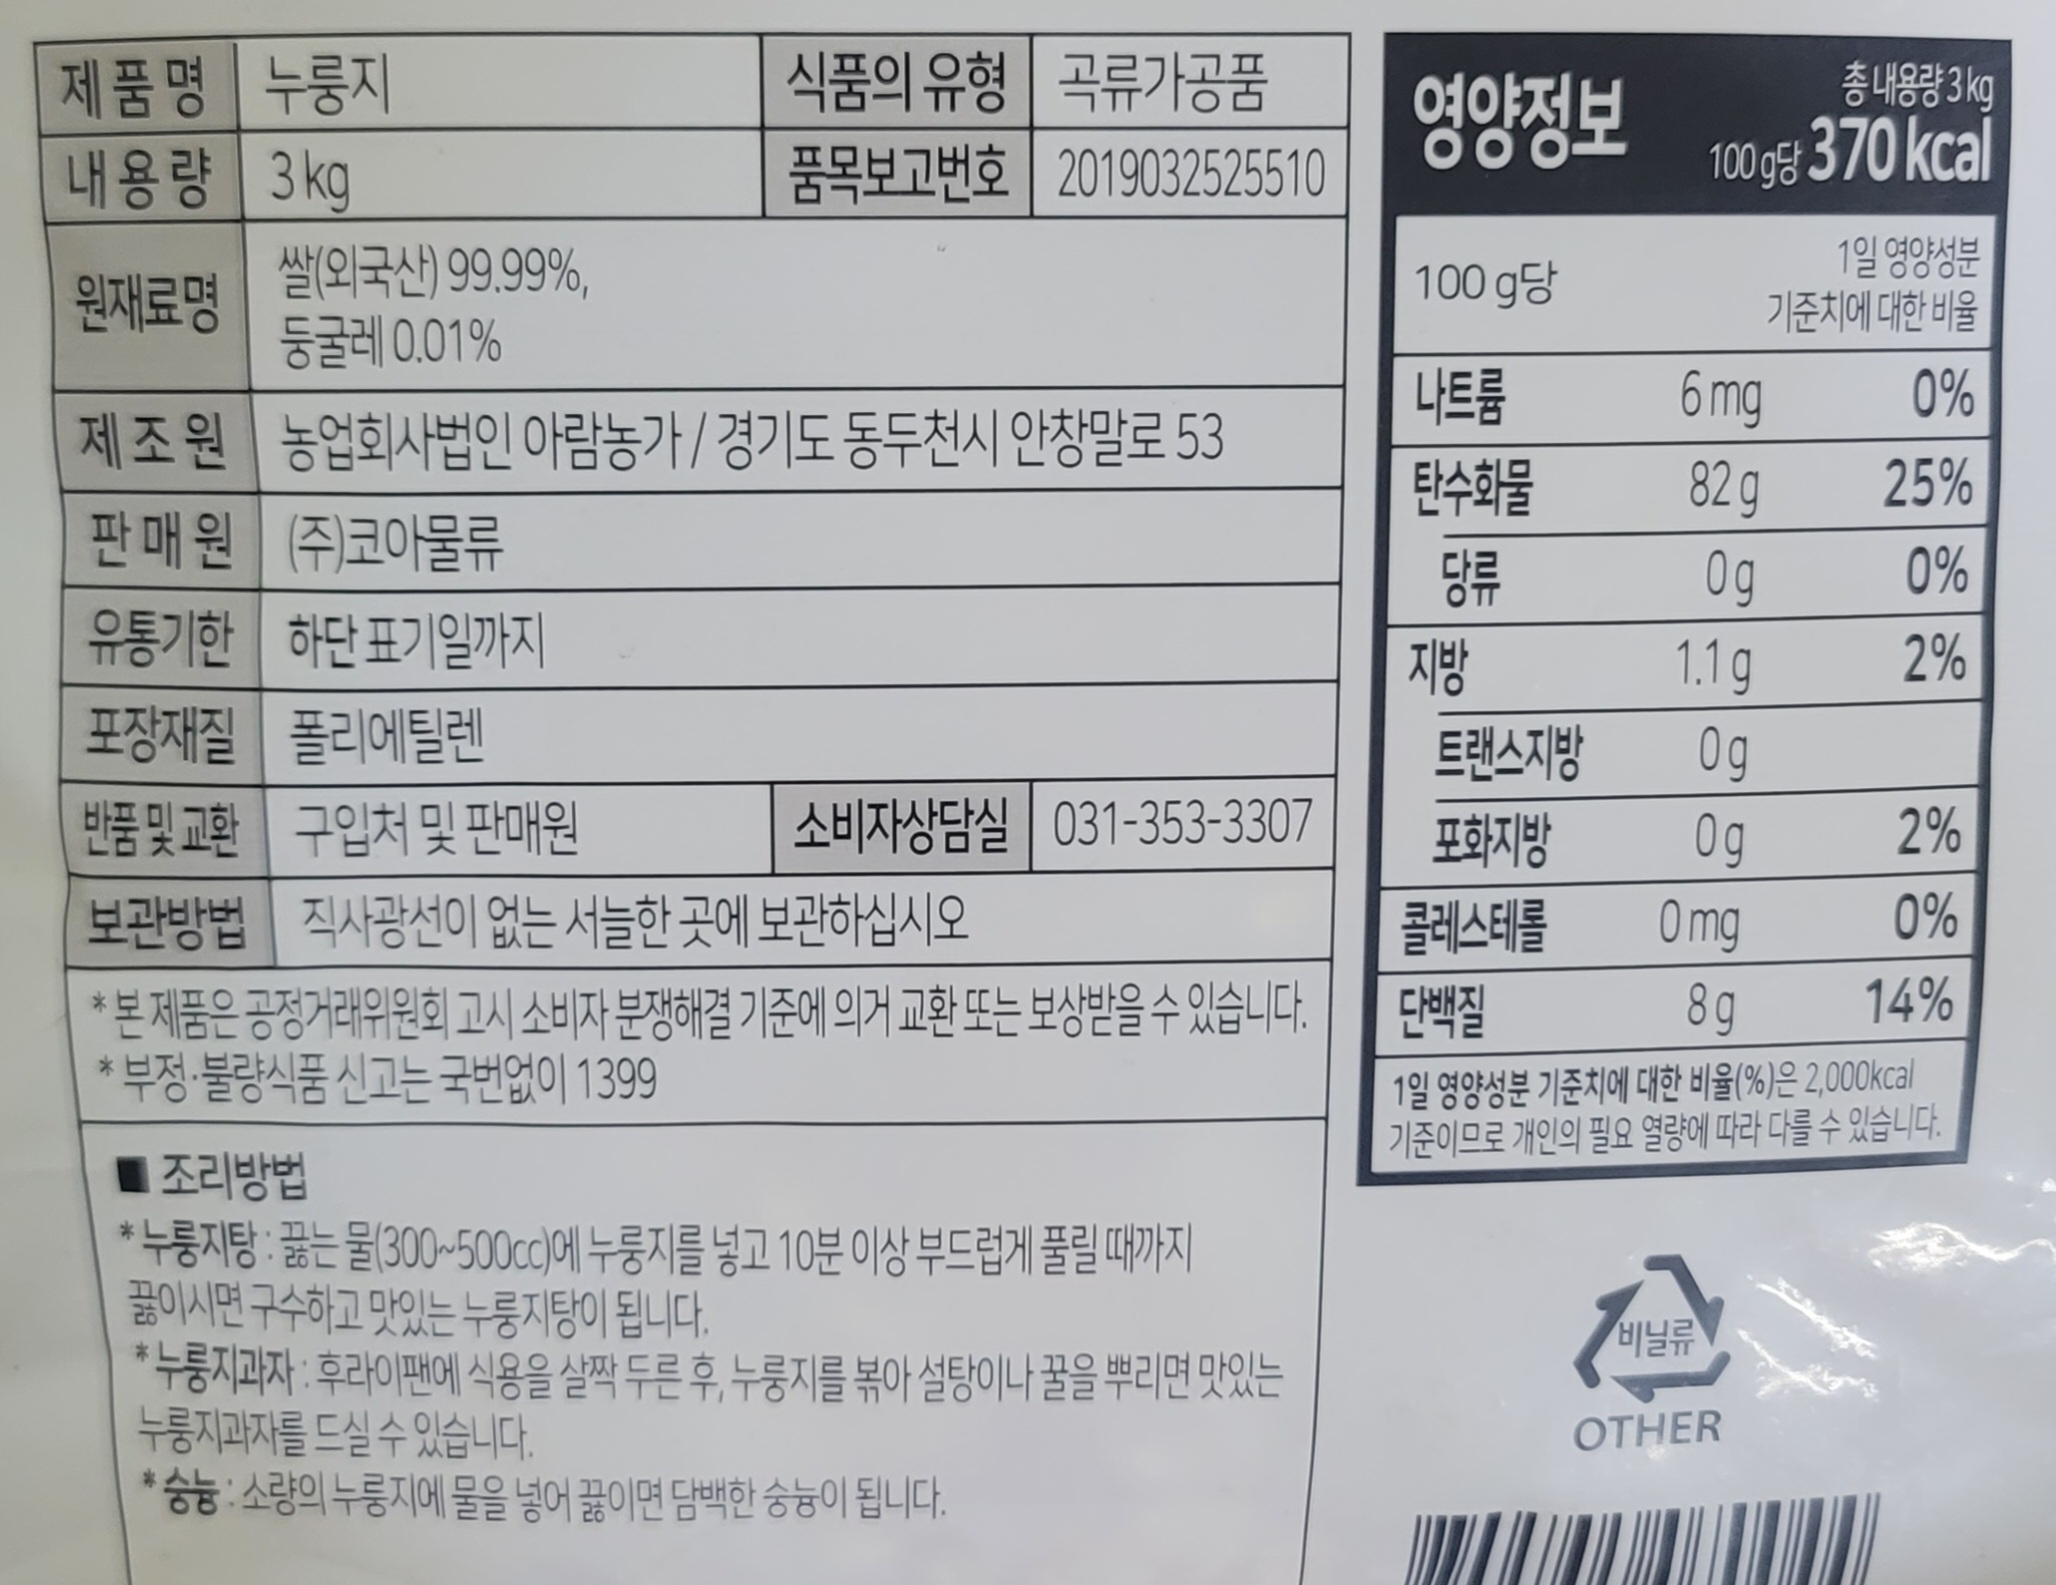 제품명 누룽지 식품의 유형 곡류가공품
내용량 3kg 품목보고번호 2019032525510
원재료명 쌀(외국산) 99.99%,
둥굴레 0.01%
제조원 농업회사법인 아람농가 / 경기도 동두천시 안창말로 53
판매원 (주)코아물류
유통기한 하단 표기일까지
포장재질 폴리에틸렌
반품 및 교환 구입처 및 판매원 소비자상담실 031-353-3307
보관방법 직사광선이 없는 서늘한 곳에 보관하십시오
* 본 제품은 공정거래위원회 고시 소비자 분쟁해결 기준에 의거 교환 또는 보상받을 수 있습니다.
* 부정·불량식품 신고는 국번없이 1399
■ 조리방법
* 누룽지탕 : 끓는 물(300~500cc)에 누룽지를 넣고 10분 이상 부드럽게 풀릴 때까지
끓이시면 구수하고 맛있는 누룽지탕이 됩니다.
* 누룽지과자 : 후라이팬에 식용을 살짝 두른 후, 누룽지를 볶아 설탕이나 꿀을 뿌리면 맛있는
누룽지과자를 드실 수 있습니다.
* 숭늉 : 소량의 누룽지에 물을 넣어 끓이면 담백한 숭늉이 됩니다.
영양정보 총 내용량 3kg
100g당 370 kcal
100 g당 1일 영양성분
기준치에 대한 비율
나트륨 6 mg 0%
탄수화물 82 g 25%
당류 0 g 0%
지방 1.1 g 2%
트랜스지방 0 g
포화지방 0 g 2%
콜레스테롤 0 mg 0%
단백질 8 g 14%
1일 영양성분 기준치에 대한 비율(%)은 2,000kcal
기준이므로 개인의 필요 열량에 따라 다를 수 있습니다.
비닐류
OTHER